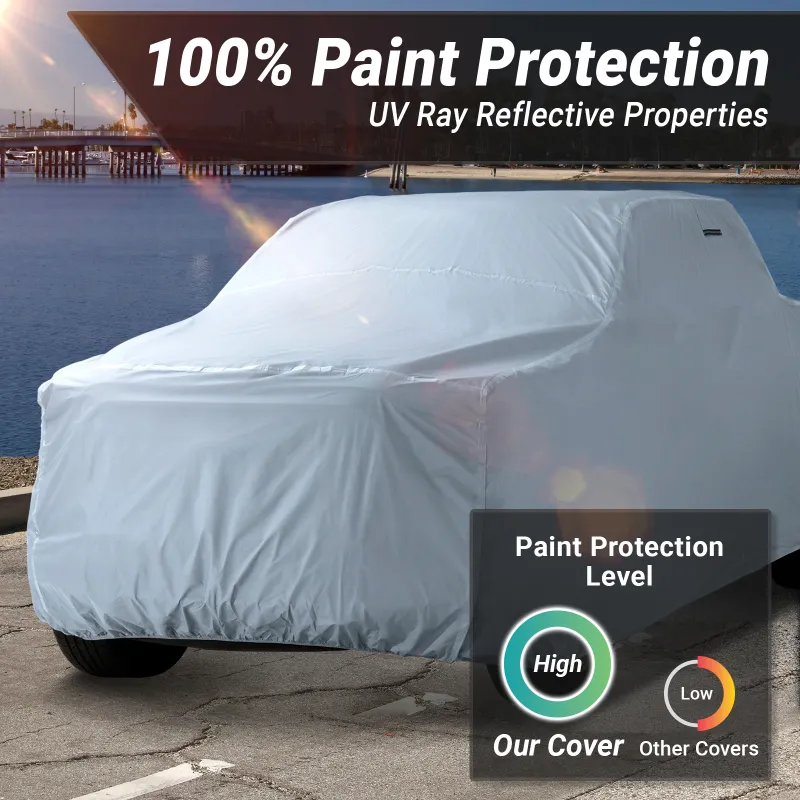 100% Paint Protection
UV Ray Reflective Properties
Paint Protection
Level
High
Low
Our Cover
Other Covers